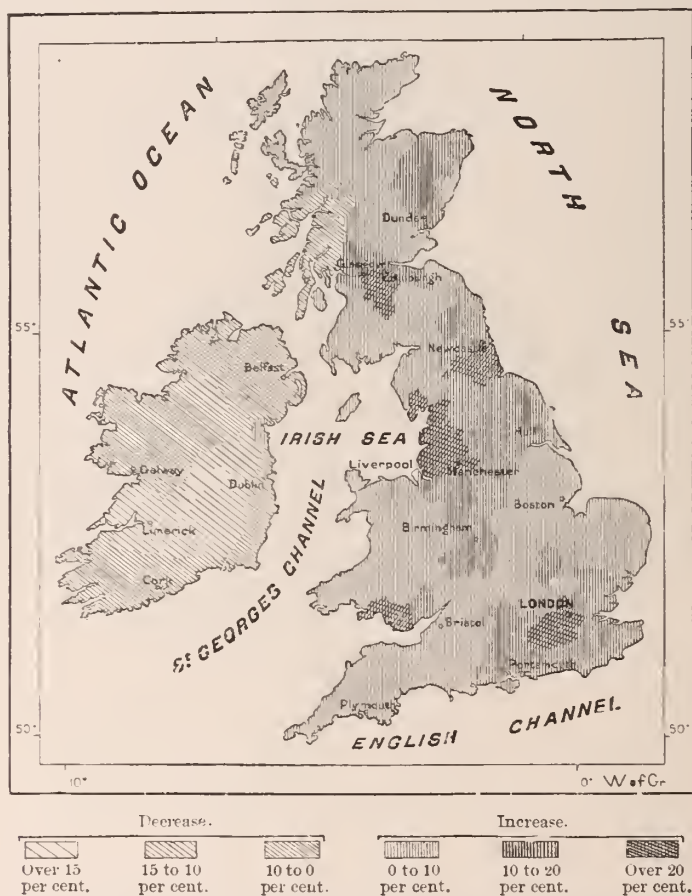 ATLANTIC OCEAN
NORTH
SEA
Dundee
Glasgow
Edinburgh
55°
55°
Newcastle
Belfast
IRISH SEA
Hull
Galway
Dublin
Liverpool
Manchester
Boston
Limerick
Birmingham
Cork
ST. GEORGES CHANNEL
LONDON
Bristol
Portsmouth
Plymouth
50°
50°
ENGLISH CHANNEL.
10°
0° W of Gr
Decrease.
Increase.
Over 15 per cent.
15 to 10 per cent.
10 to 0 per cent.
0 to 10 per cent.
10 to 20 per cent.
Over 20 per cent.